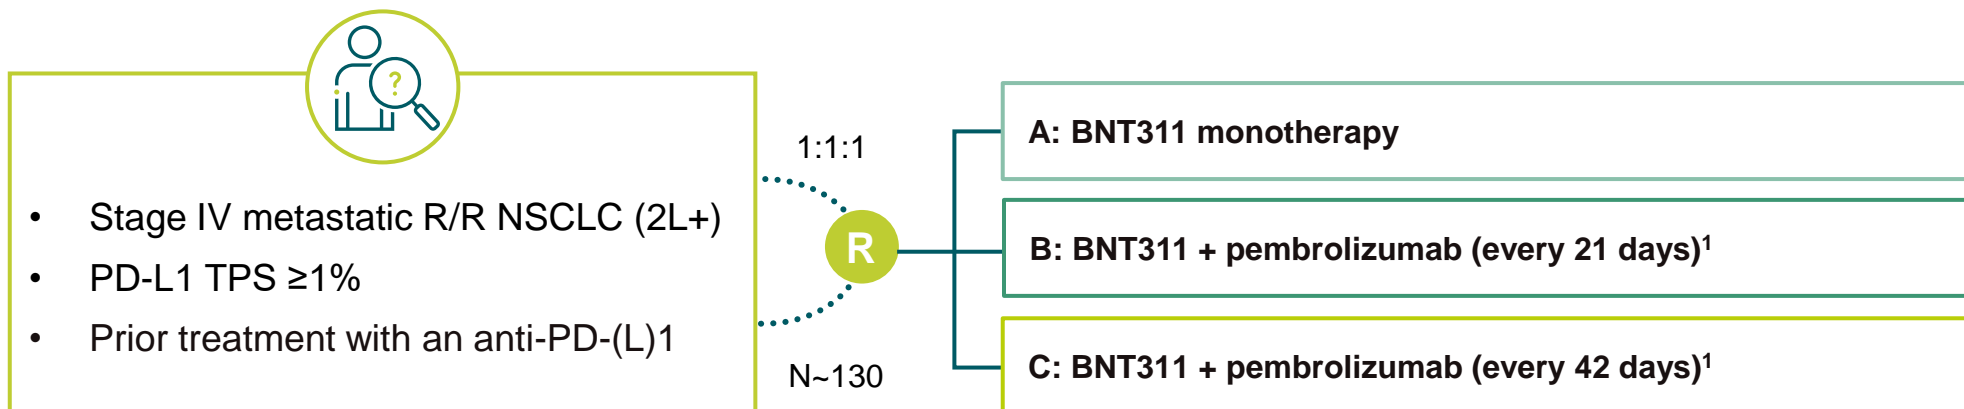 ?
• Stage IV metastatic R/R NSCLC (2L+)
• PD-L1 TPS ≥1%
• Prior treatment with an anti-PD-(L)1
1:1:1
R
N~130
A: BNT311 monotherapy
B: BNT311 + pembrolizumab (every 21 days)¹
C: BNT311 + pembrolizumab (every 42 days)¹